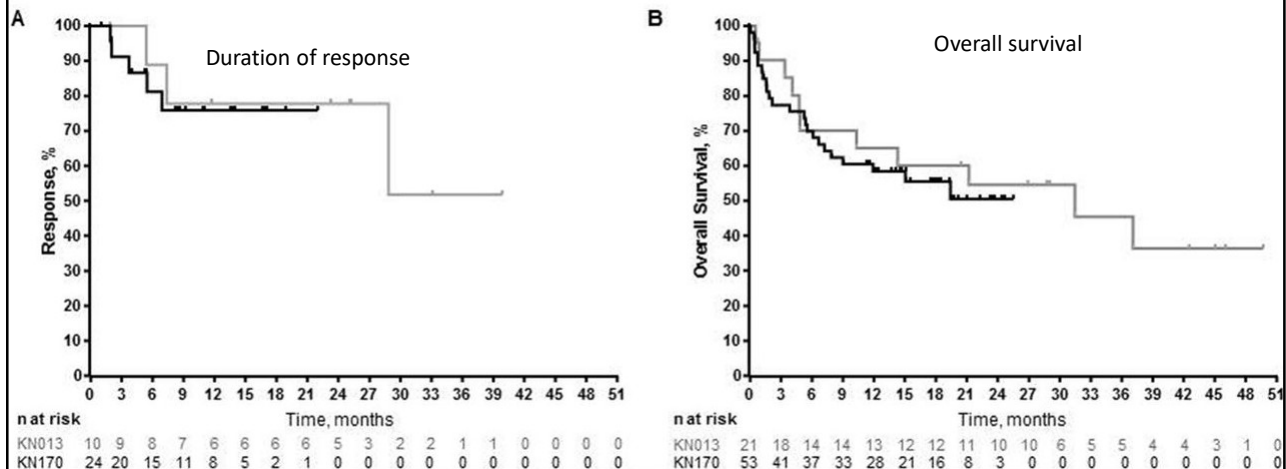 A
Duration of response
Response, %
100
90
80
70
60
50
40
30
20
10
0
0 3 6 9 12 15 18 21 24 27 30 33 36 39 42 45 48 51
n at risk
Time, months
KN013 10 9 8 7 6 6 6 6 5 3 2 2 1 1 0 0 0 0
KN170 24 20 15 11 8 5 2 1 0 0 0 0 0 0 0 0 0 0
B
Overall survival
Overall Survival, %
100
90
80
70
60
50
40
30
20
10
0
0 3 6 9 12 15 18 21 24 27 30 33 36 39 42 45 48 51
n at risk
Time, months
KN013 21 18 14 14 13 12 12 11 10 10 6 5 5 4 4 3 1 0
KN170 53 41 37 33 28 21 16 8 3 0 0 0 0 0 0 0 0 0